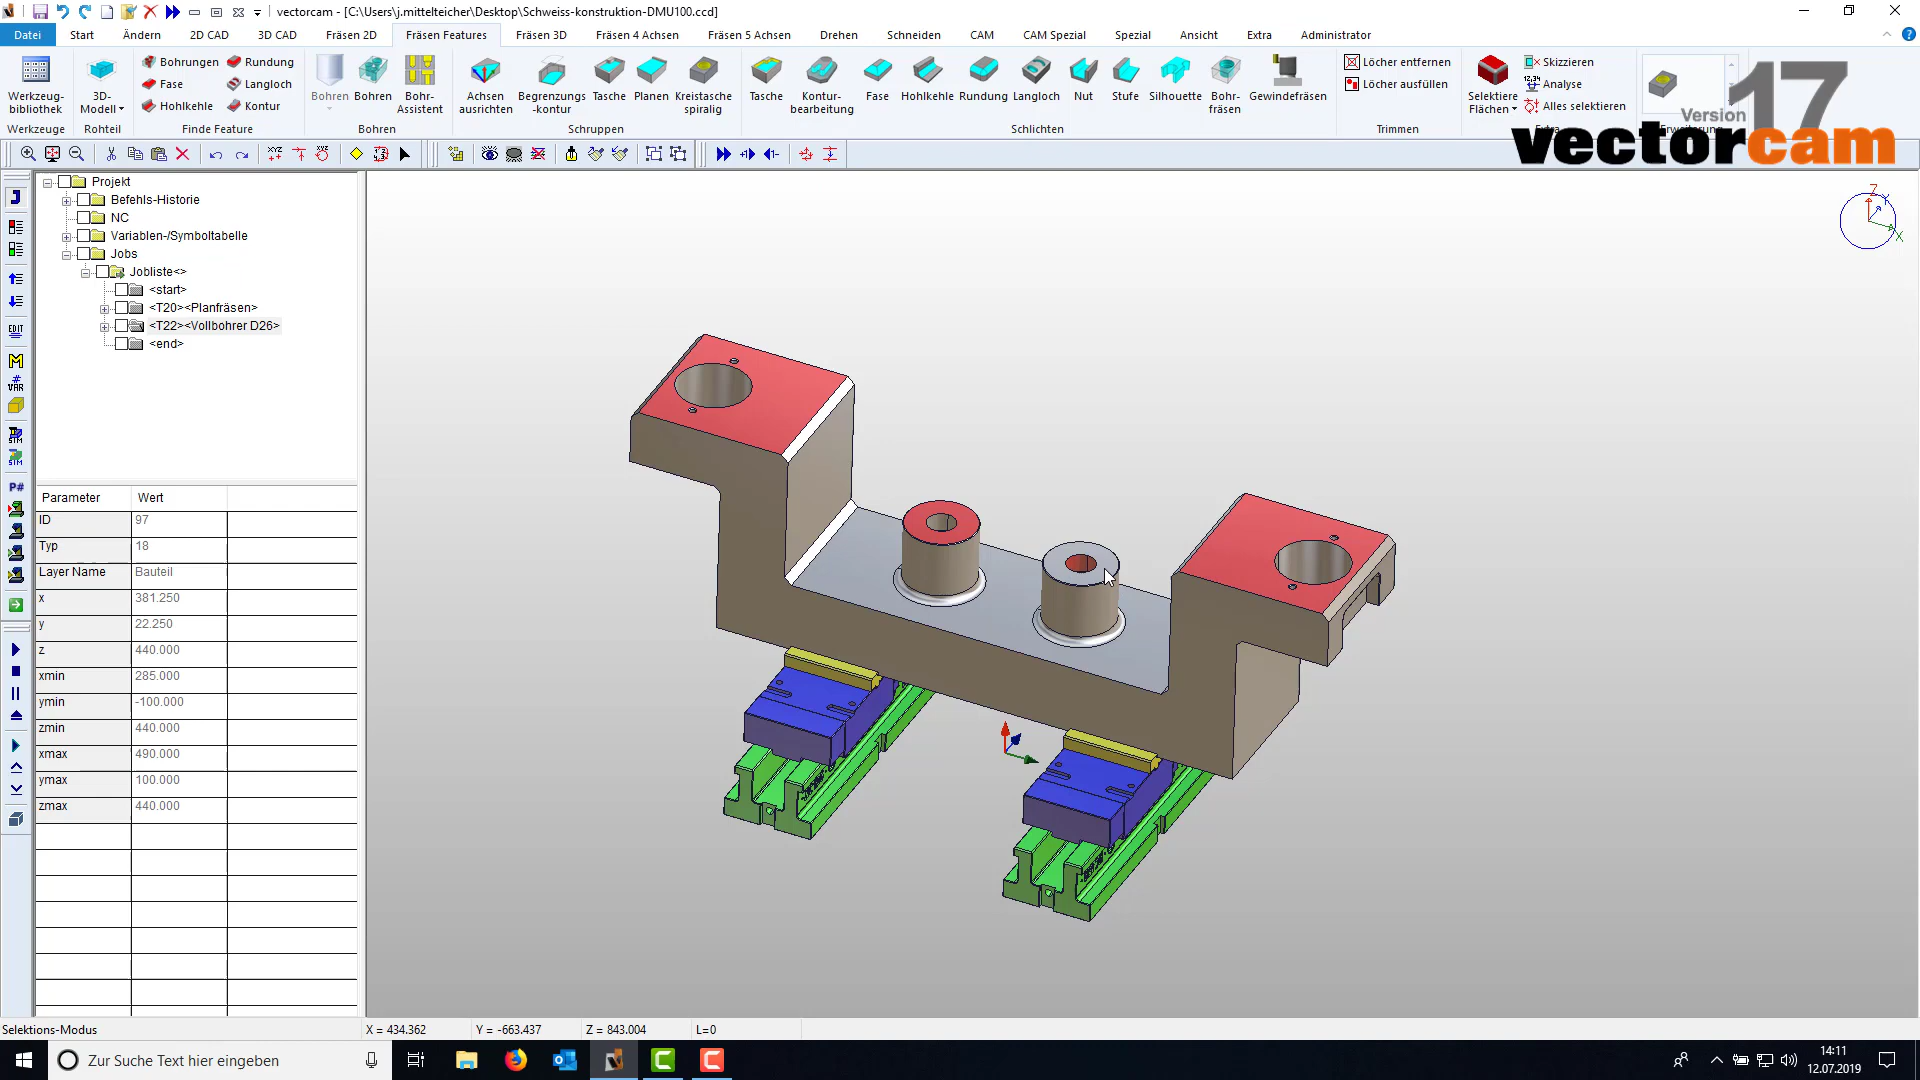 vectorcam - [C:\Users\j.mittelteicher\Desktop\Schweiss-konstruktion-DMU100.ccd]
Datei Start Ändern 2D CAD 3D CAD Fräsen 2D Fräsen Features Fräsen 3D Fräsen 4 Achsen Fräsen 5 Achsen Drehen Schneiden CAM CAM Spezial Spezial Ansicht Extra Administrator
Werkzeug-
bibliothek
Werkzeuge
3D-
Modell
Rohteil
Bohrungen
Fase
Hohlkehle
Rundung
Langloch
Kontur
Finde Feature
Bohren
Bohren
Bohr-
Assistent
Bohren
Achsen
ausrichten
Begrenzungs
-kontur
Tasche
Planen
Kreistasche
spiralig
Schruppen
Tasche
Kontur-
bearbeitung
Fase
Hohlkehle
Rundung
Langloch
Nut
Stufe
Silhouette
Bohr-
fräsen
Gewindefräsen
Schlichten
Löcher entfernen
Löcher ausfüllen
Trimmen
Selektiere
Flächen
Skizzieren
Analyse
Alles selektieren
Version 17
vectorcam
Projekt
Befehls-Historie
NC
Variablen-/Symboltabelle
Jobs
Jobliste<>
<start>
<T20><Planfräsen>
<T22><Vollbohrer D26>
<end>
Parameter Wert
ID 97
Typ 18
Layer Name Bauteil
x 381.250
y 22.250
z 440.000
xmin 285.000
ymin -100.000
zmin 440.000
xmax 490.000
ymax 100.000
zmax 440.000
EDIT
M
#
VAR
SIM
SIM
P#
Z
Y
X
Selektions-Modus X = 434.362 Y = -663.437 Z = 843.004 L=0
Zur Suche Text hier eingeben
14:11
12.07.2019